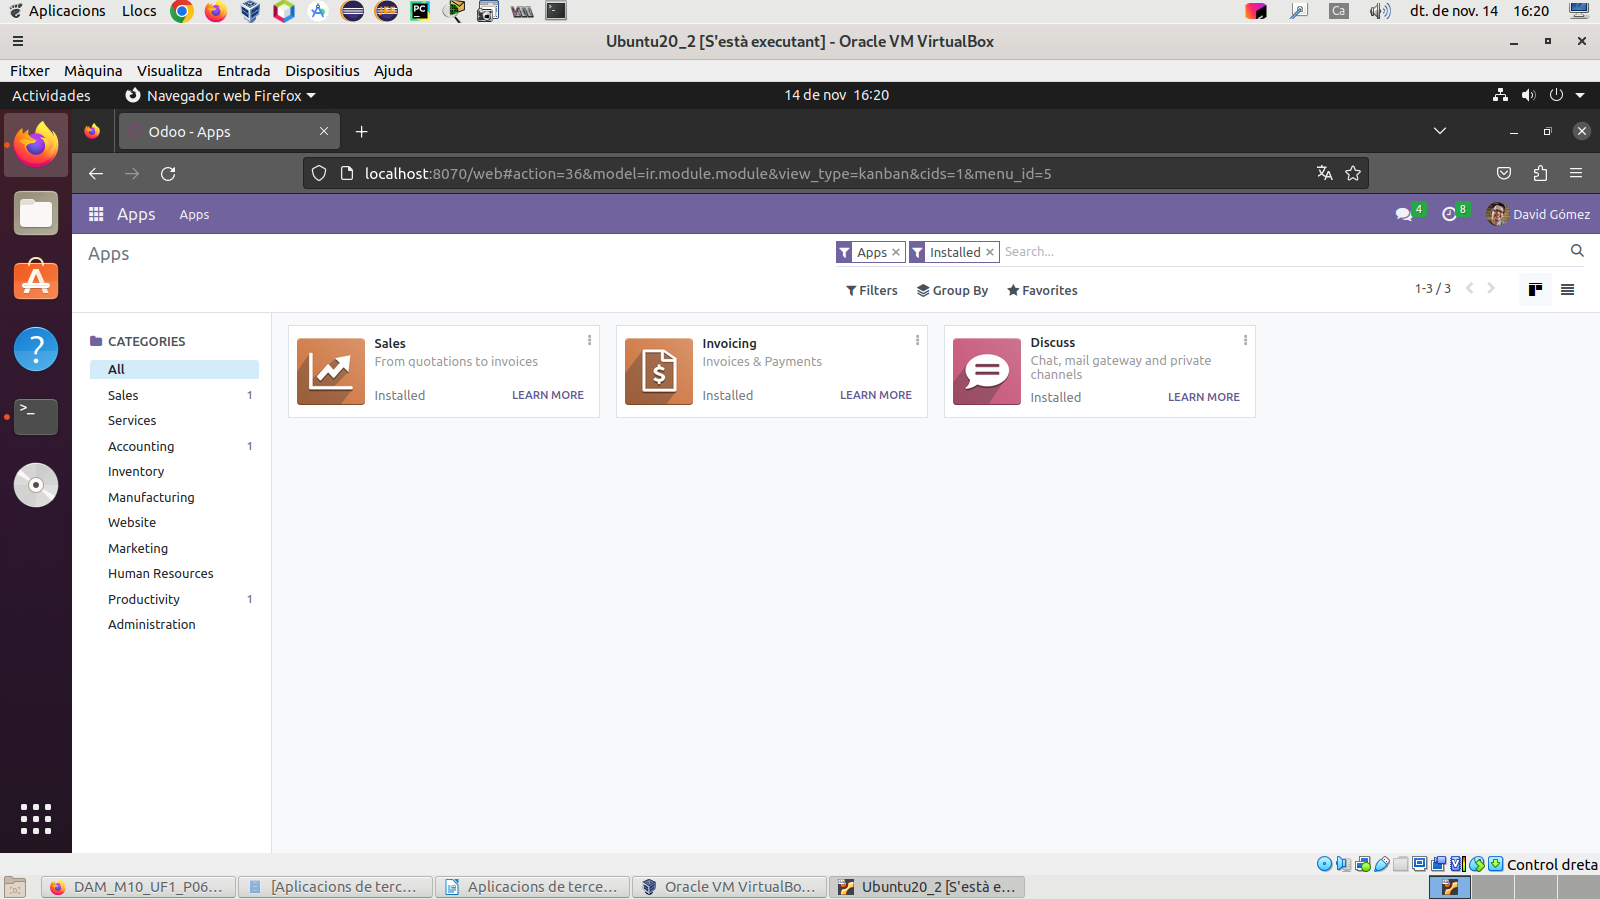 Aplicacions Llocs Ca dt. de nov. 14 16:20
Ubuntu20_2 [S'està executant] - Oracle VM VirtualBox
Fitxer Màquina Visualitza Entrada Dispositius Ajuda
Actividades Navegador web Firefox 14 de nov 16:20
Odoo - Apps
localhost:8070/web#action=36&model=ir.module.module&view_type=kanban&cids=1&menu_id=5
Apps Apps 4 8 David Gómez
Apps Apps Installed Search...
Filters Group By Favorites 1-3 / 3
CATEGORIES
All
Sales 1
Services
Accounting 1
Inventory
Manufacturing
Website
Marketing
Human Resources
Productivity 1
Administration
Sales
From quotations to invoices
Installed LEARN MORE
Invoicing
Invoices & Payments
Installed LEARN MORE
Discuss
Chat, mail gateway and private
channels
Installed LEARN MORE
Control dreta
DAM_M10_UF1_P06... [Aplicacions de terc... Aplicacions de terce... Oracle VM VirtualBo... Ubuntu20_2 [S'està e...